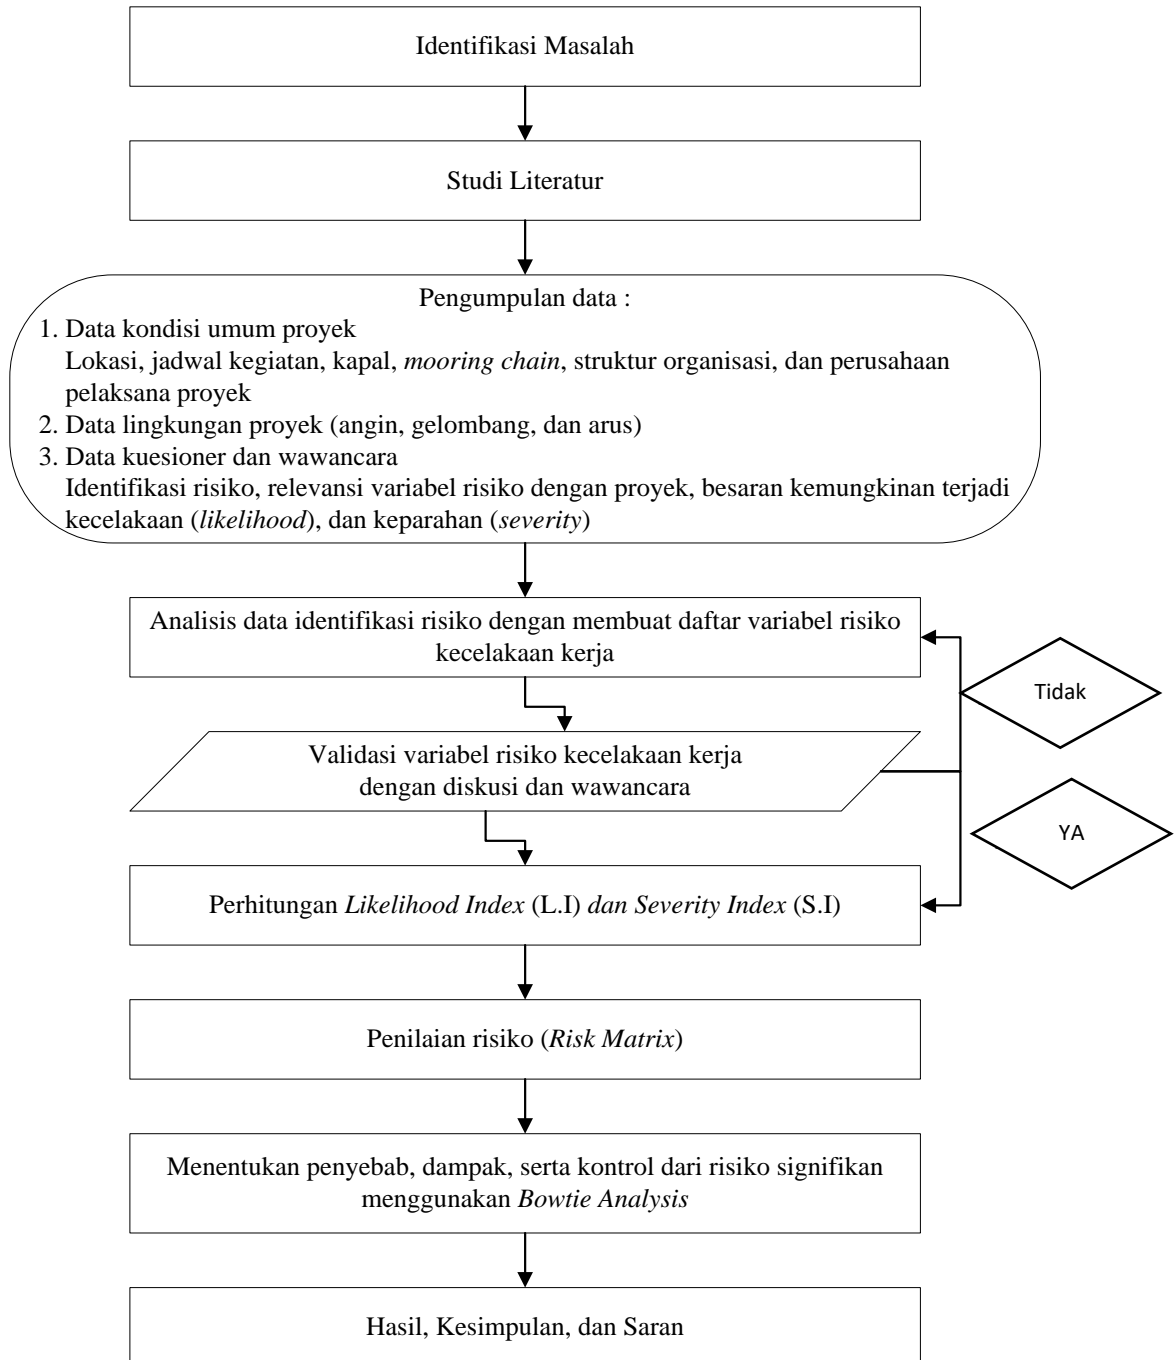 Identifikasi Masalah
Studi Literatur
Pengumpulan data :
1. Data kondisi umum proyek
Lokasi, jadwal kegiatan, kapal, mooring chain, struktur organisasi, dan perusahaan
pelaksana proyek
2. Data lingkungan proyek (angin, gelombang, dan arus)
3. Data kuesioner dan wawancara
Identifikasi risiko, relevansi variabel risiko dengan proyek, besaran kemungkinan terjadi
kecelakaan (likelihood), dan keparahan (severity)
Analisis data identifikasi risiko dengan membuat daftar variabel risiko
kecelakaan kerja
Tidak
Validasi variabel risiko kecelakaan kerja
dengan diskusi dan wawancara
YA
Perhitungan Likelihood Index (L.I) dan Severity Index (S.I)
Penilaian risiko (Risk Matrix)
Menentukan penyebab, dampak, serta kontrol dari risiko signifikan
menggunakan Bowtie Analysis
Hasil, Kesimpulan, dan Saran